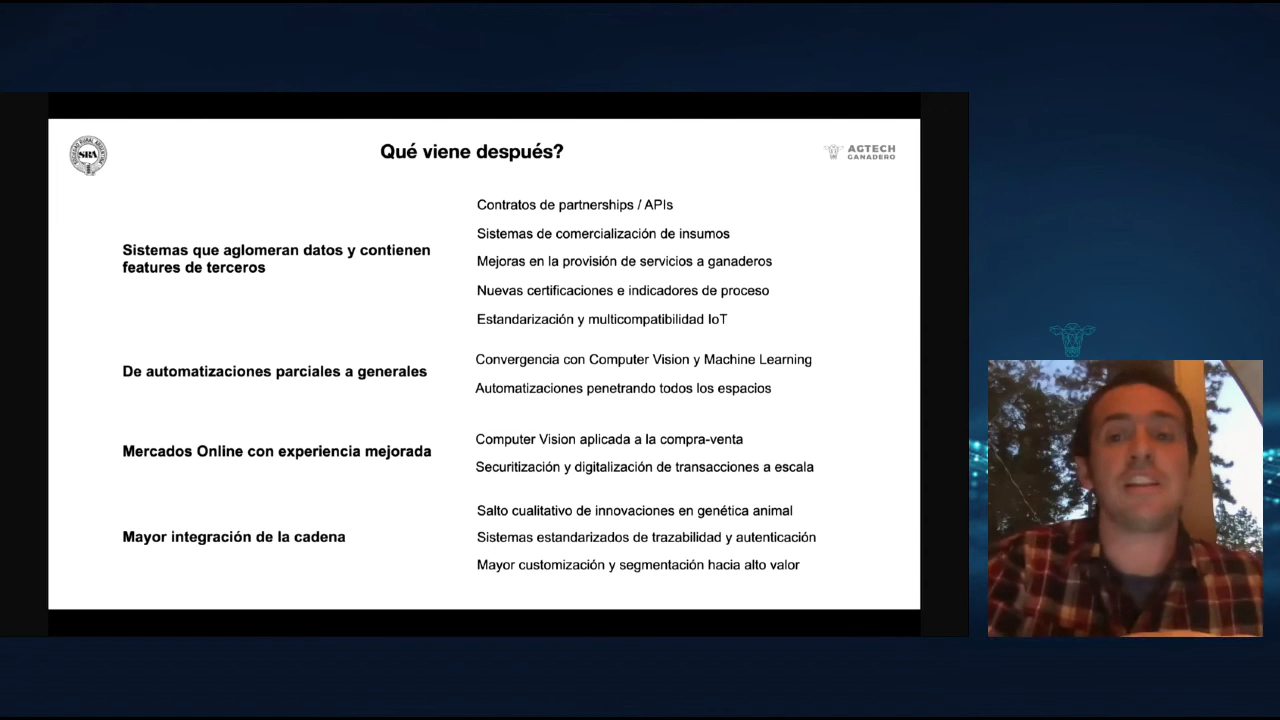 Qué viene después?
SOCIEDAD RURAL ARGENTINA
SRA
AGTECH
GANADERO
Sistemas que aglomeran datos y contienen
features de terceros
Contratos de partnerships / APIs
Sistemas de comercialización de insumos
Mejoras en la provisión de servicios a ganaderos
Nuevas certificaciones e indicadores de proceso
Estandarización y multicompatibilidad IoT
De automatizaciones parciales a generales
Convergencia con Computer Vision y Machine Learning
Automatizaciones penetrando todos los espacios
Mercados Online con experiencia mejorada
Computer Vision aplicada a la compra-venta
Securitización y digitalización de transacciones a escala
Mayor integración de la cadena
Salto cualitativo de innovaciones en genética animal
Sistemas estandarizados de trazabilidad y autenticación
Mayor customización y segmentación hacia alto valor